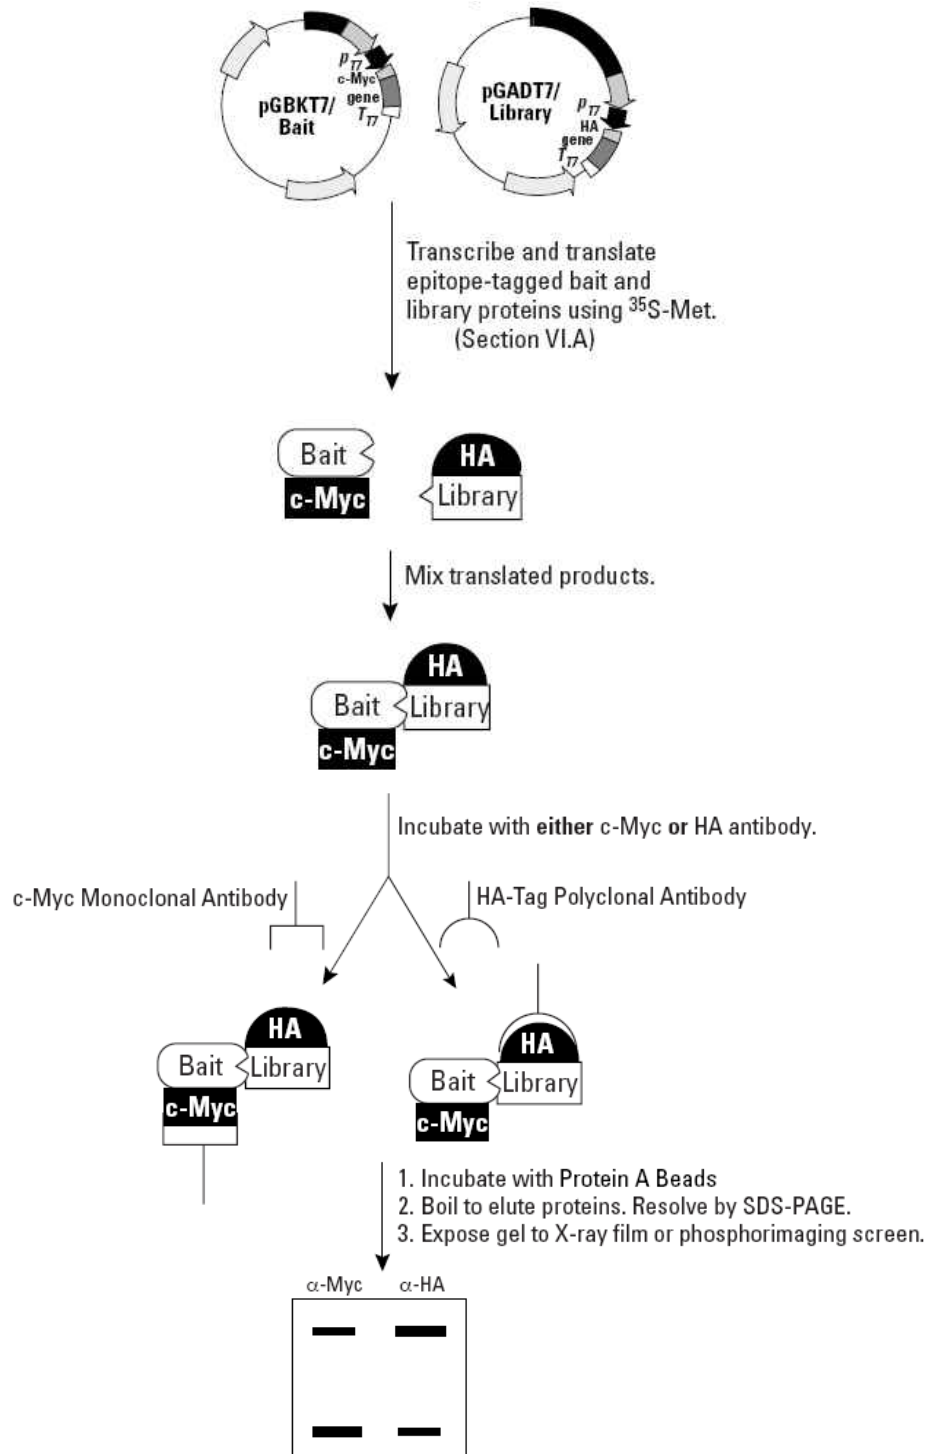 pGBKT7/
Bait
pT7
c-Myc
gene
TT7
pGADT7/
Library
pT7
HA
gene
TT7
Transcribe and translate
epitope-tagged bait and
library proteins using 35S-Met.
(Section VI.A)
Bait
c-Myc
HA
Library
Mix translated products.
HA
Bait
Library
c-Myc
Incubate with either c-Myc or HA antibody.
c-Myc Monoclonal Antibody
HA-Tag Polyclonal Antibody
HA
Bait
Library
c-Myc
HA
Bait
Library
c-Myc
1. Incubate with Protein A Beads
2. Boil to elute proteins. Resolve by SDS-PAGE.
3. Expose gel to X-ray film or phosphorimaging screen.
α-Myc α-HA